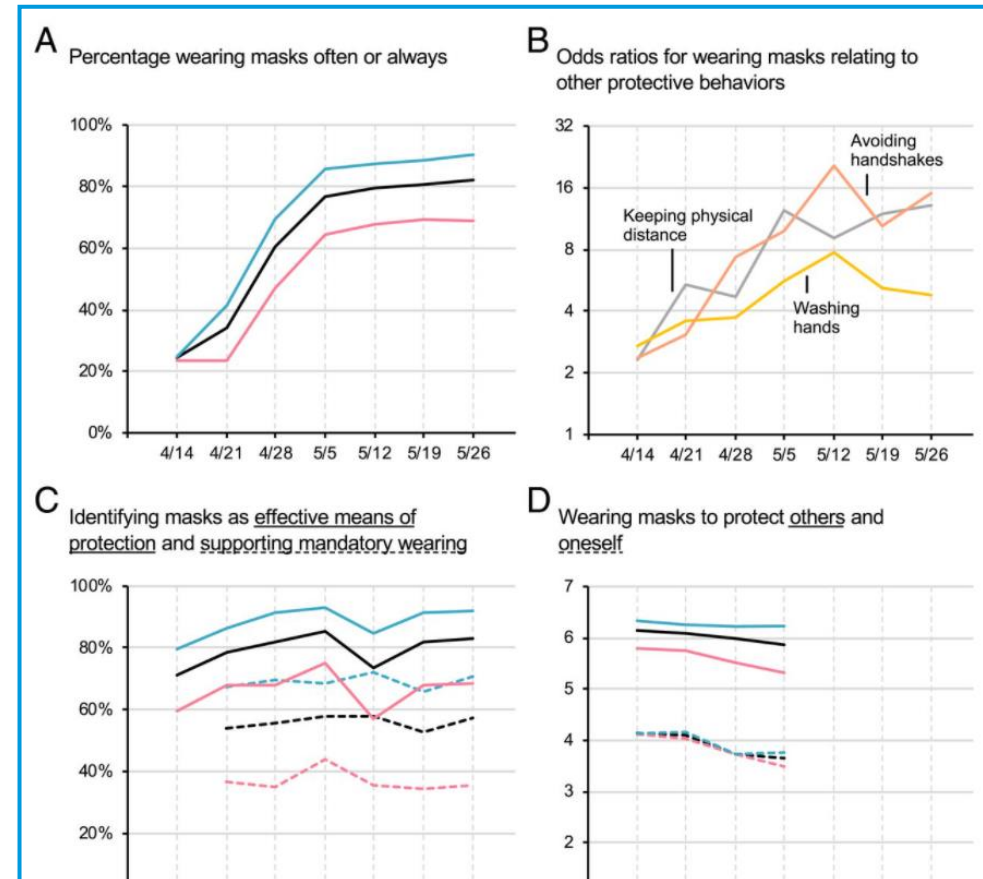 A
Percentage wearing masks often or always
100%
80%
60%
40%
20%
0%
4/14 4/21 4/28 5/5 5/12 5/19 5/26
B
Odds ratios for wearing masks relating to
other protective behaviors
32
16
8
4
2
1
Avoiding
handshakes
Keeping physical
distance
Washing
hands
4/14 4/21 4/28 5/5 5/12 5/19 5/26
C
Identifying masks as effective means of
protection and supporting mandatory wearing
100%
80%
60%
40%
20%
D
Wearing masks to protect others and
oneself
7
6
5
4
3
2